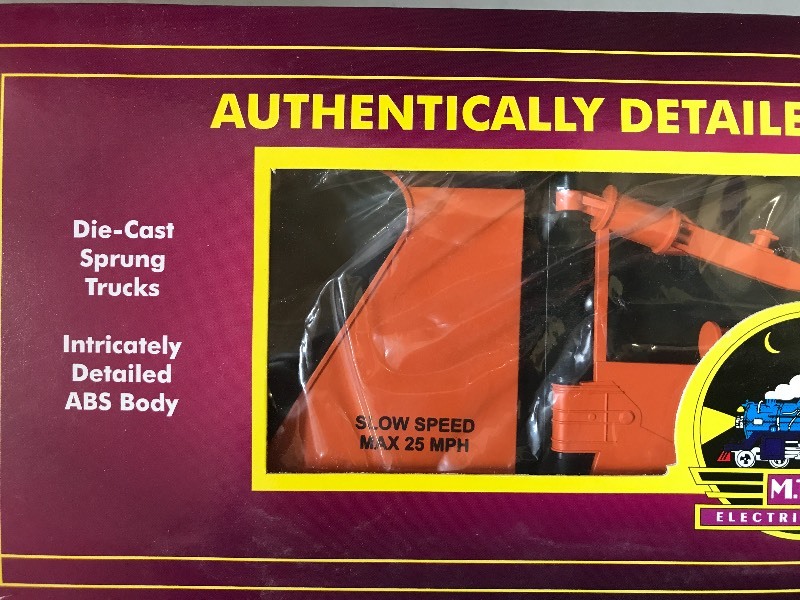 AUTHENTICALLY DETAILE
Die-Cast
Sprung
Trucks
Intricately
Detailed
ABS Body
SLOW SPEED
MAX 25 MPH
M.T
ELECTRI